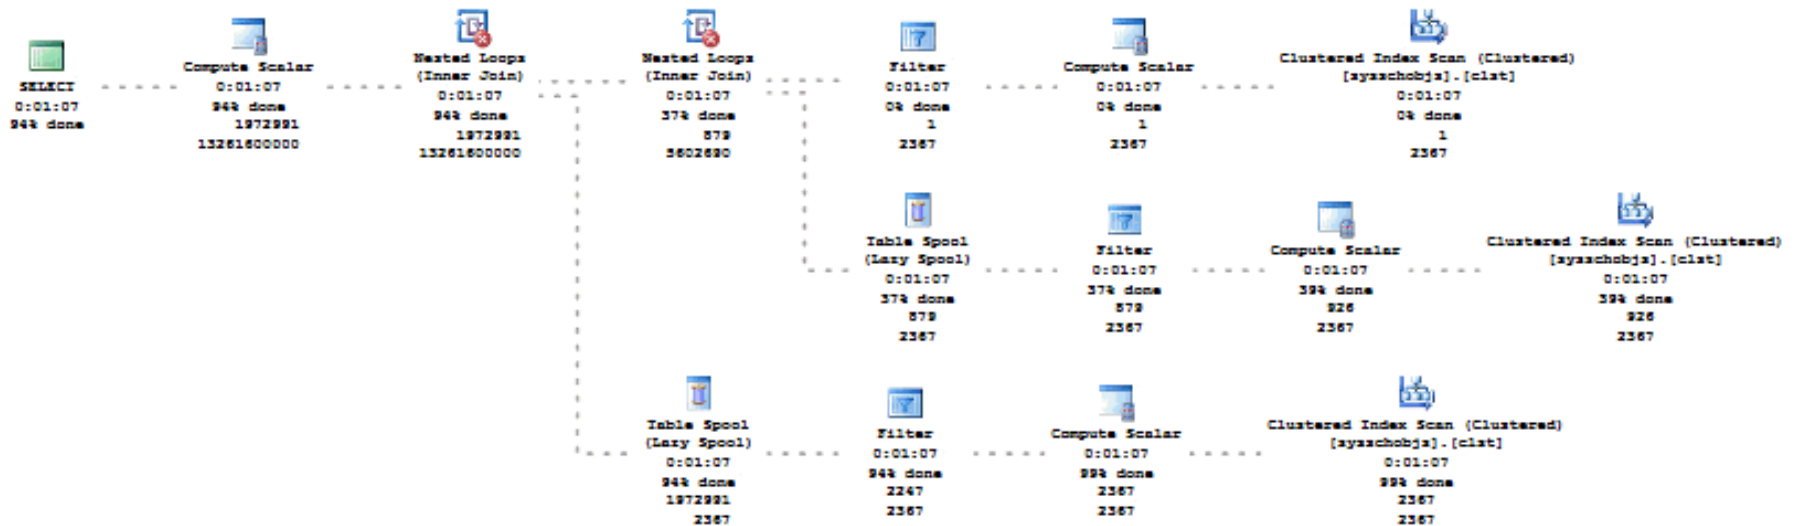 SELECT
0:01:07
94% done
Compute Scalar
0:01:07
94% done
1972991
13261600000
Nested Loops
(Inner Join)
0:01:07
94% done
1972991
13261600000
Nested Loops
(Inner Join)
0:01:07
37% done
879
5602690
Filter
0:01:07
0% done
1
2367
Compute Scalar
0:01:07
0% done
1
2367
Clustered Index Scan (Clustered)
[sysschobjs].[clst]
0:01:07
0% done
1
2367
Table Spool
(Lazy Spool)
0:01:07
37% done
879
2367
Filter
0:01:07
37% done
879
2367
Compute Scalar
0:01:07
39% done
926
2367
Clustered Index Scan (Clustered)
[sysschobjs].[clst]
0:01:07
39% done
926
2367
Table Spool
(Lazy Spool)
0:01:07
94% done
1972991
2367
Filter
0:01:07
94% done
2247
2367
Compute Scalar
0:01:07
99% done
2367
2367
Clustered Index Scan (Clustered)
[sysschobjs].[clst]
0:01:07
99% done
2367
2367